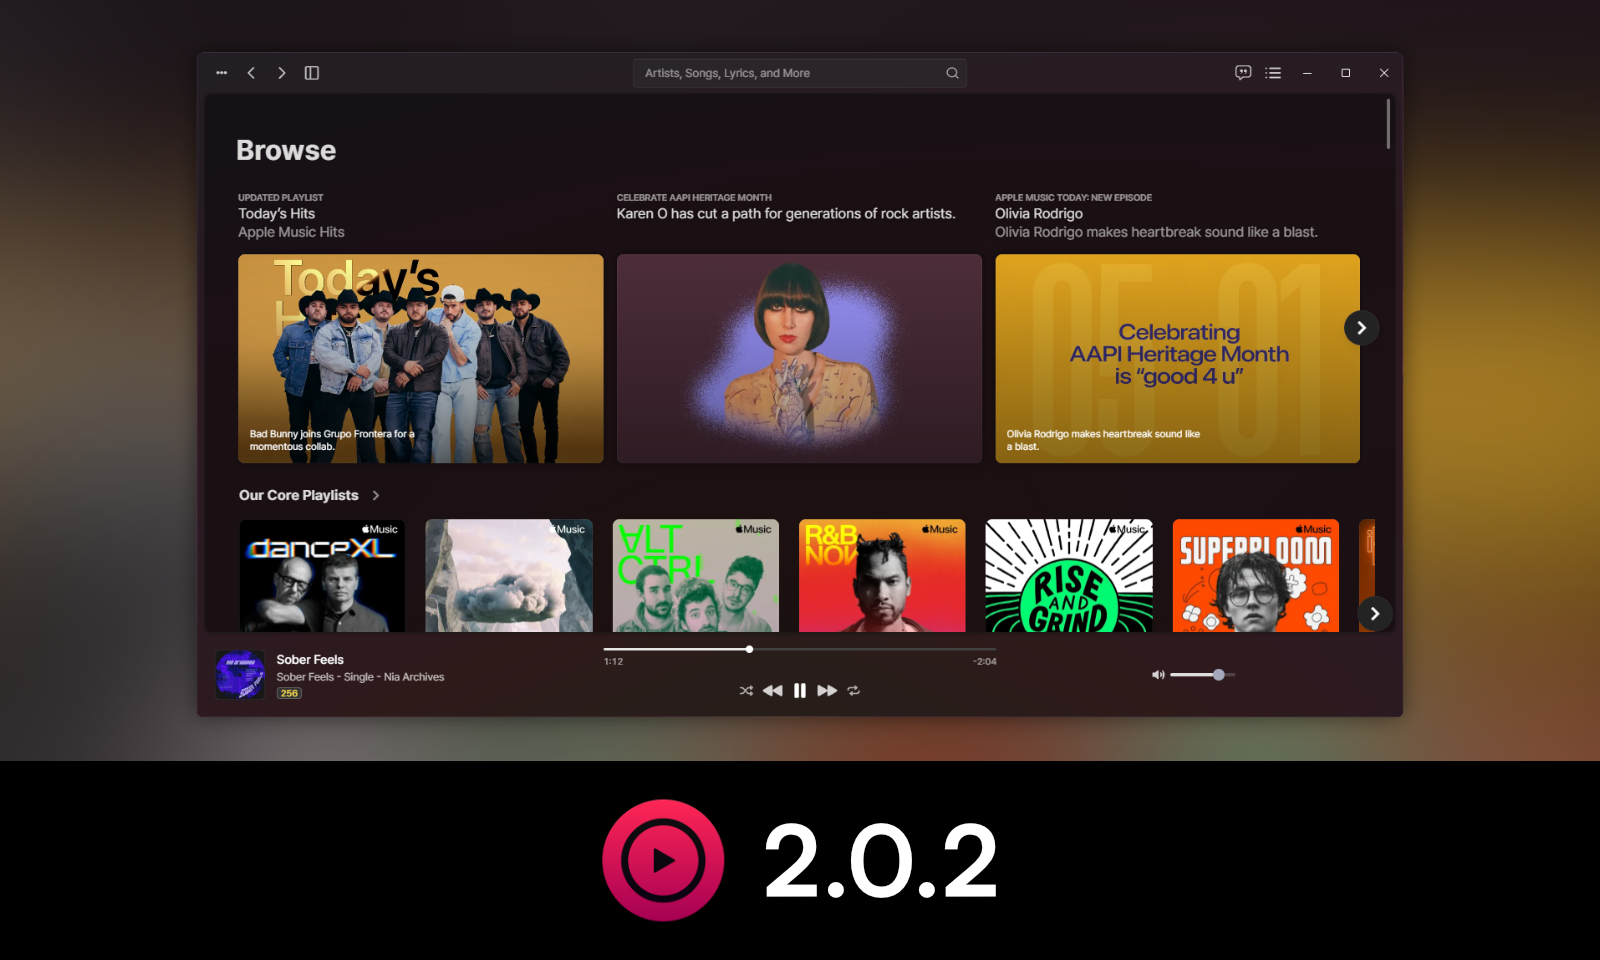 Artists, Songs, Lyrics, and More
Browse
UPDATED PLAYLIST
Today's Hits
Apple Music Hits
CELEBRATE AAPI HERITAGE MONTH
Karen O has cut a path for generations of rock artists.
APPLE MUSIC TODAY: NEW EPISODE
Olivia Rodrigo
Olivia Rodrigo makes heartbreak sound like a blast.
Today's
H
Bad Bunny joins Grupo Frontera for a
momentous collab.
05 01
Celebrating
AAPI Heritage Month
is “good 4 u”
Olivia Rodrigo makes heartbreak sound like
a blast.
Our Core Playlists
Music
danceXL
Music
Music
ALT
CTRL
Music
R&B
NOW
Music
RISE
AND
GRIND
Music
SUPERBLOOM
Sober Feels
Sober Feels - Single - Nia Archives
256
1:12
-2:04
2.0.2